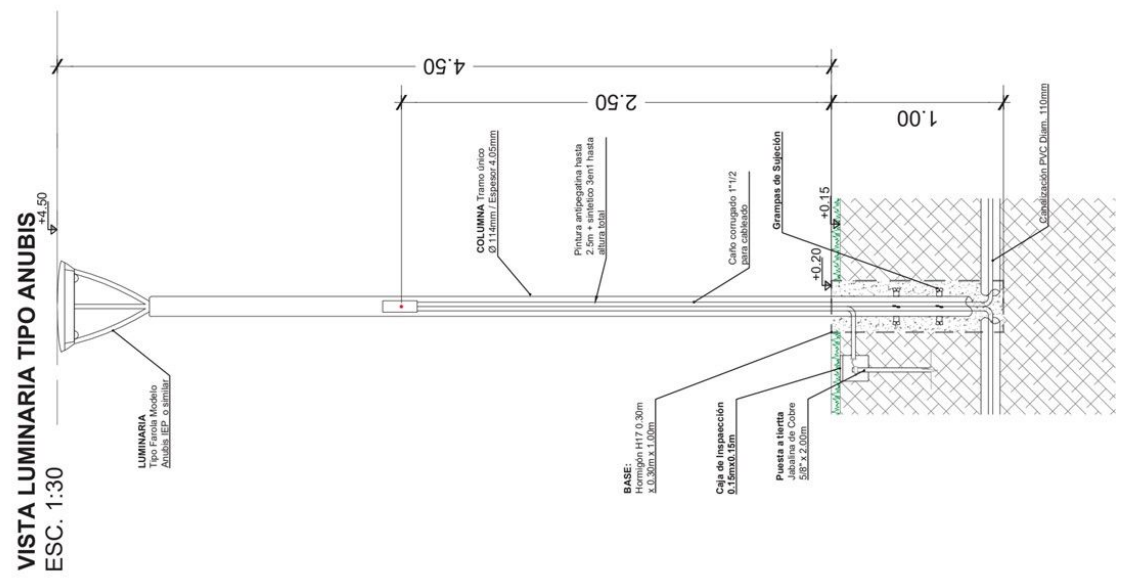 VISTA LUMINARIA TIPO ANUBIS
ESC. 1:30
+4.50
4.50
2.50
1.00
LUMINARIA
Tipo Farola Modelo
Anubis IEP o similar
COLUMNA Tramo único
Ø 114mm / Espesor 4.05mm
Pintura antipegatina hasta
2.5m + sintetico 3en1 hasta
altura total
Caño corrugado 1"1/2
para cableado
Grampas de Sujeción
+0.15
+0.20
Canalización PVC Diam. 110mm
BASE:
Hormigón H17 0.30m
x 0.30m x 1.00m
Caja de Inspaección
0.15mx0.15m
Puesta a tiertta
Jabalina de Cobre
5/8" x 2.00m